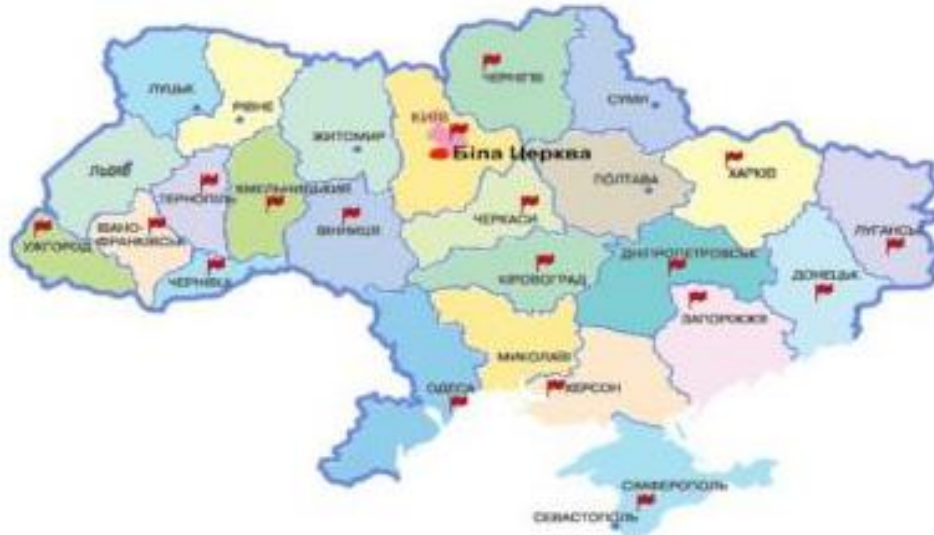 ЧЕРНІГІВ
ЛУЦЬК
РІВНЕ
СУМИ
КИЇВ
ЖИТОМИР
Біла Церква
ЛЬВІВ
ХАРКІВ
ПОЛТАВА
ТЕРНОПІЛЬ
ХМЕЛЬНИЦЬКИЙ
ЧЕРКАСИ
ІВАНО-
ФРАНКІВСЬК
ВІННИЦЯ
ЛУГАНСЬК
УЖГОРОД
ДНІПРОПЕТРОВСЬК
ЧЕРНІВЦІ
КІРОВОГРАД
ДОНЕЦЬК
ЗАПОРІЖЖЯ
МИКОЛАЇВ
ОДЕСА
ХЕРСОН
СІМФЕРОПОЛЬ
СЕВАСТОПОЛЬ